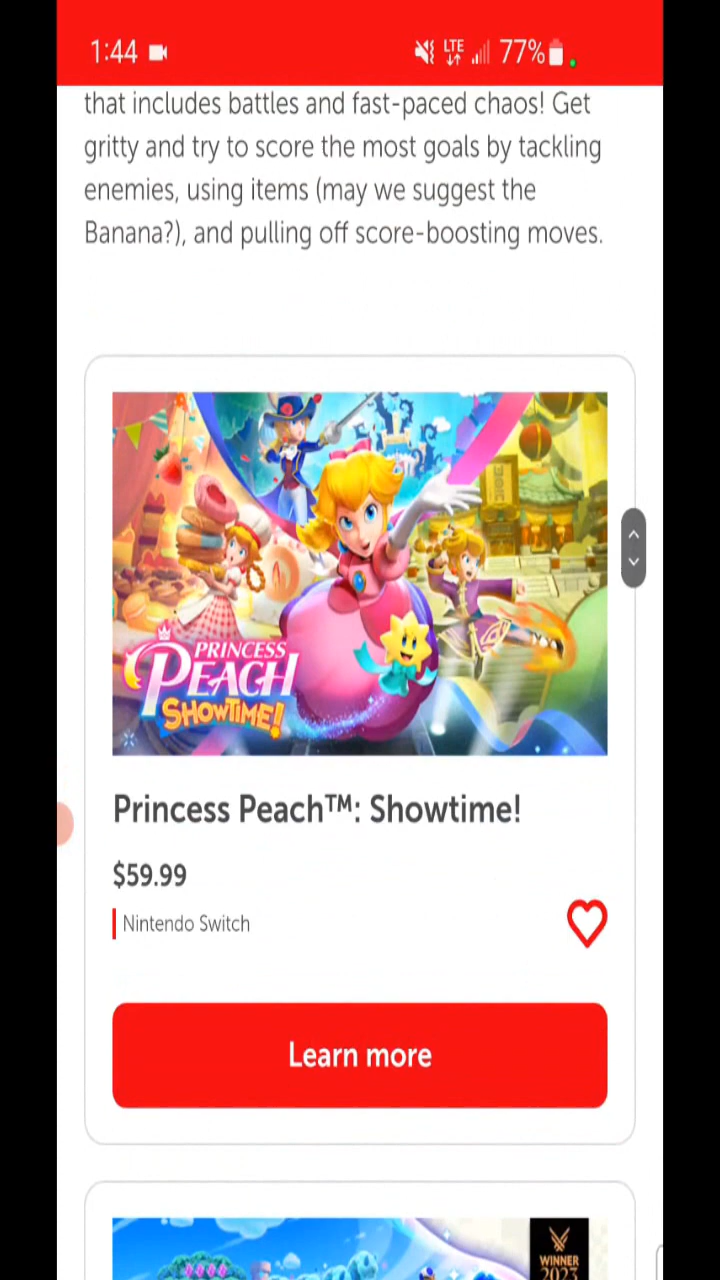 1:44
LTE
77%
that includes battles and fast-paced chaos! Get
gritty and try to score the most goals by tackling
enemies, using items (may we suggest the
Banana?), and pulling off score-boosting moves.
PRINCESS
PEACH
SHOWTIME!
Princess Peach™: Showtime!
$59.99
Nintendo Switch
Learn more
WINNER
2023